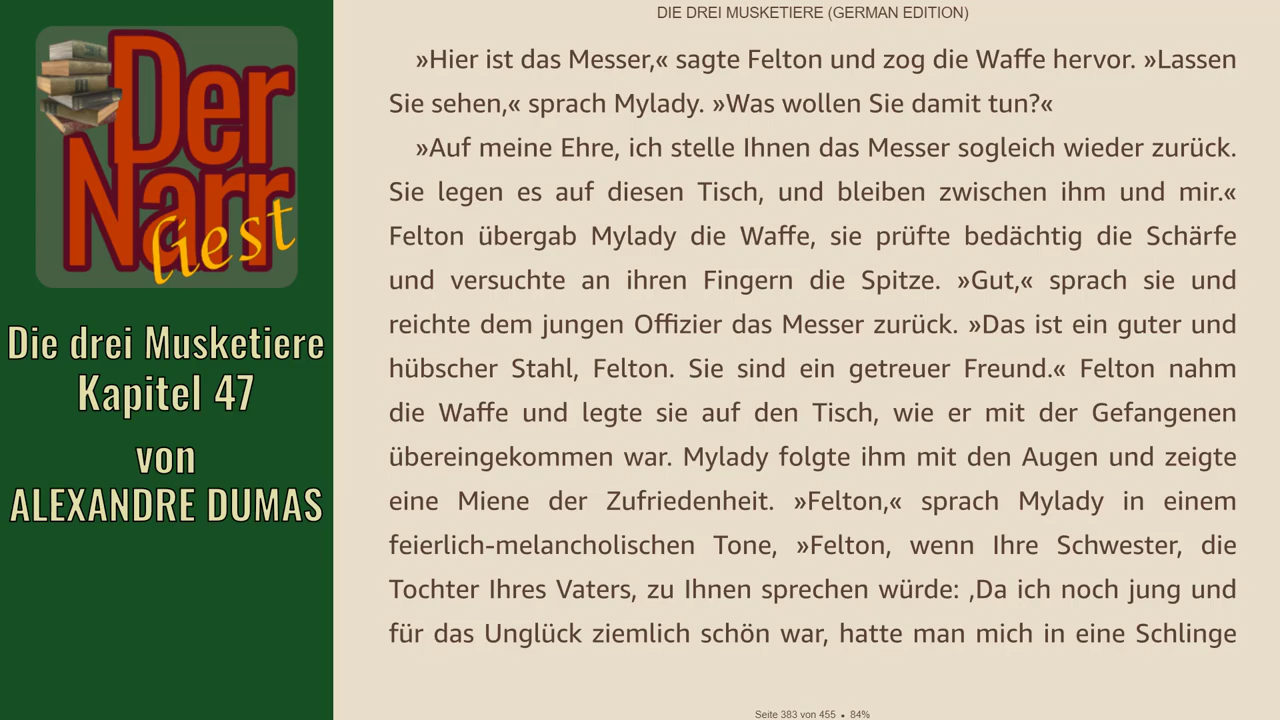 Der
Narr
liest
Die drei Musketiere
Kapitel 47
von
ALEXANDRE DUMAS
DIE DREI MUSKETIERE (GERMAN EDITION)
»Hier ist das Messer,« sagte Felton und zog die Waffe hervor. »Lassen
Sie sehen,« sprach Mylady. »Was wollen Sie damit tun?«
»Auf meine Ehre, ich stelle Ihnen das Messer sogleich wieder zurück.
Sie legen es auf diesen Tisch, und bleiben zwischen ihm und mir.«
Felton übergab Mylady die Waffe, sie prüfte bedächtig die Schärfe
und versuchte an ihren Fingern die Spitze. »Gut,« sprach sie und
reichte dem jungen Offizier das Messer zurück. »Das ist ein guter und
hübscher Stahl, Felton. Sie sind ein getreuer Freund.« Felton nahm
die Waffe und legte sie auf den Tisch, wie er mit der Gefangenen
übereingekommen war. Mylady folgte ihm mit den Augen und zeigte
eine Miene der Zufriedenheit. »Felton,« sprach Mylady in einem
feierlich-melancholischen Tone, »Felton, wenn Ihre Schwester, die
Tochter Ihres Vaters, zu Ihnen sprechen würde: ‚Da ich noch jung und
für das Unglück ziemlich schön war, hatte man mich in eine Schlinge
Seite 383 von 455 • 84%